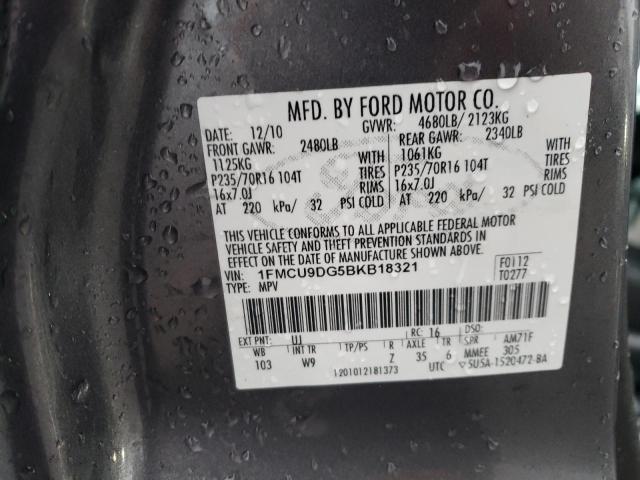 MFD. BY FORD MOTOR CO.
DATE: 12/10 GVWR: 4680LB/ 2123KG
FRONT GAWR: 2480LB REAR GAWR: 2340LB
1125KG WITH 1061KG WITH
P235/70R16 104T TIRES P235/70R16 104T TIRES
16x7.0J RIMS 16x7.0J RIMS
AT 220 kPa/ 32 PSI COLD AT 220 kPa/ 32 PSI COLD
THIS VEHICLE CONFORMS TO ALL APPLICABLE FEDERAL MOTOR
VEHICLE SAFETY AND THEFT PREVENTION STANDARDS IN
EFFECT ON THE DATE OF MANUFACTURE SHOWN ABOVE.
VIN: 1FMCU9DG5BKB18321 F0112
TYPE: MPV T0277
EXT PNT: UJ RC: 16 DSO:
WB INT TR TP/PS R AXLE TR SPR AM71F
103 W9 Z 35 6 MMEE 305
1201012181373 UTC 5U5A-1520472-BA